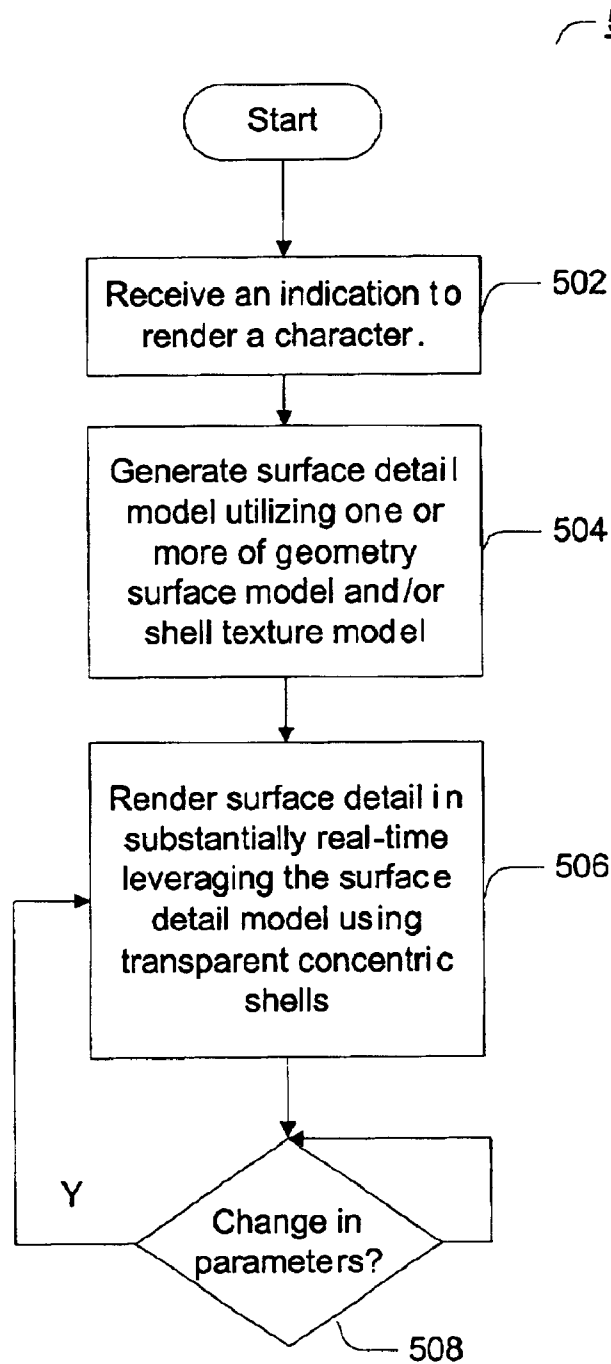 Start
Receive an indication to
render a character.
502
Generate surface detail
model utilizing one or
more of geometry
surface model and/or
shell texture model
504
Render surface detail in
substantially real-time
leveraging the surface
detail model using
transparent concentric
shells
506
Y
Change in
parameters?
508